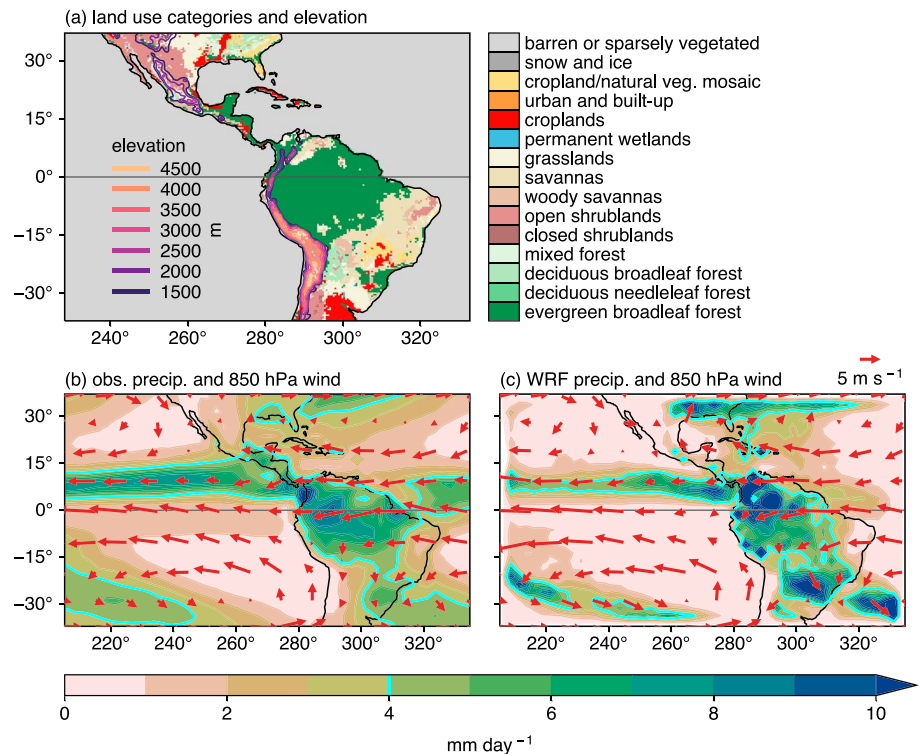 (a) land use categories and elevation
30°
15°
0°
−15°
−30°
elevation
4500
4000
3500
3000
2500
2000
1500
m
240° 260° 280° 300° 320°
barren or sparsely vegetated
snow and ice
cropland/natural veg. mosaic
urban and built-up
croplands
permanent wetlands
grasslands
savannas
woody savannas
open shrublands
closed shrublands
mixed forest
deciduous broadleaf forest
deciduous needleleaf forest
evergreen broadleaf forest
(b) obs. precip. and 850 hPa wind
30°
15°
0°
−15°
−30°
220° 240° 260° 280° 300° 320°
(c) WRF precip. and 850 hPa wind
5 m s⁻¹
220° 240° 260° 280° 300° 320°
0 2 4 6 8 10
mm day⁻¹